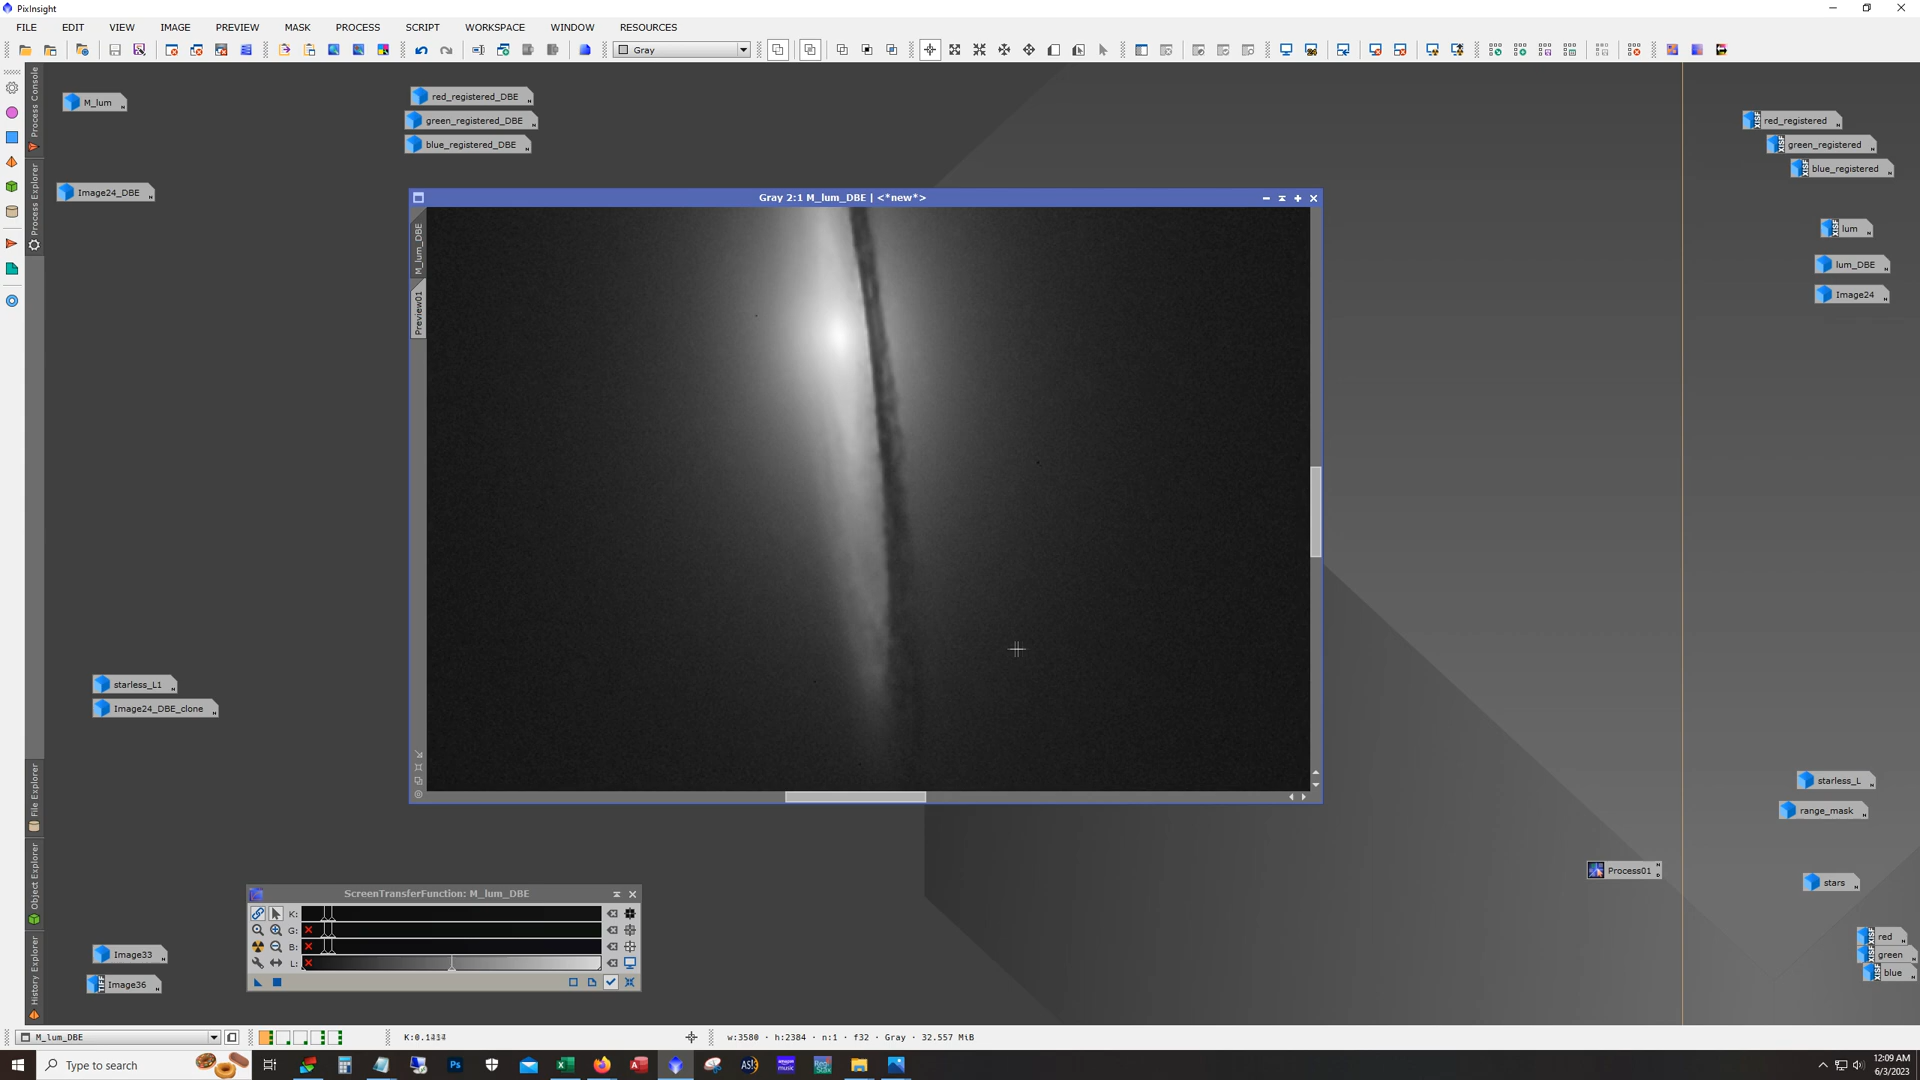 PixInsight
FILE EDIT VIEW IMAGE PROCESS PREVIEW MASK PROCESS SCRIPT WORKSPACE WINDOW RESOURCES
Gray
Process Console
Process Explorer
File Explorer
Object Explorer
History Explorer
M_lum
Image24_DBE
red_registered_DBE
green_registered_DBE
blue_registered_DBE
red_registered
green_registered
blue_registered
lum
lum_DBE
Image24
Gray 2:1 M_lum_DBE | <*new*>
M_lum_DBE
Preview01
starless_L1
Image24_DBE_clone
starless_L
range_mask
Process01
stars
red
green
blue
Image33
Image36
ScreenTransferFunction: M_lum_DBE
K:
G:
B:
L:
M_lum_DBE
K:0.1414
w:3580 · h:2384 · n:1 · f32 · Gray · 32.557 MiB
Type to search
12:09 AM
6/3/2023